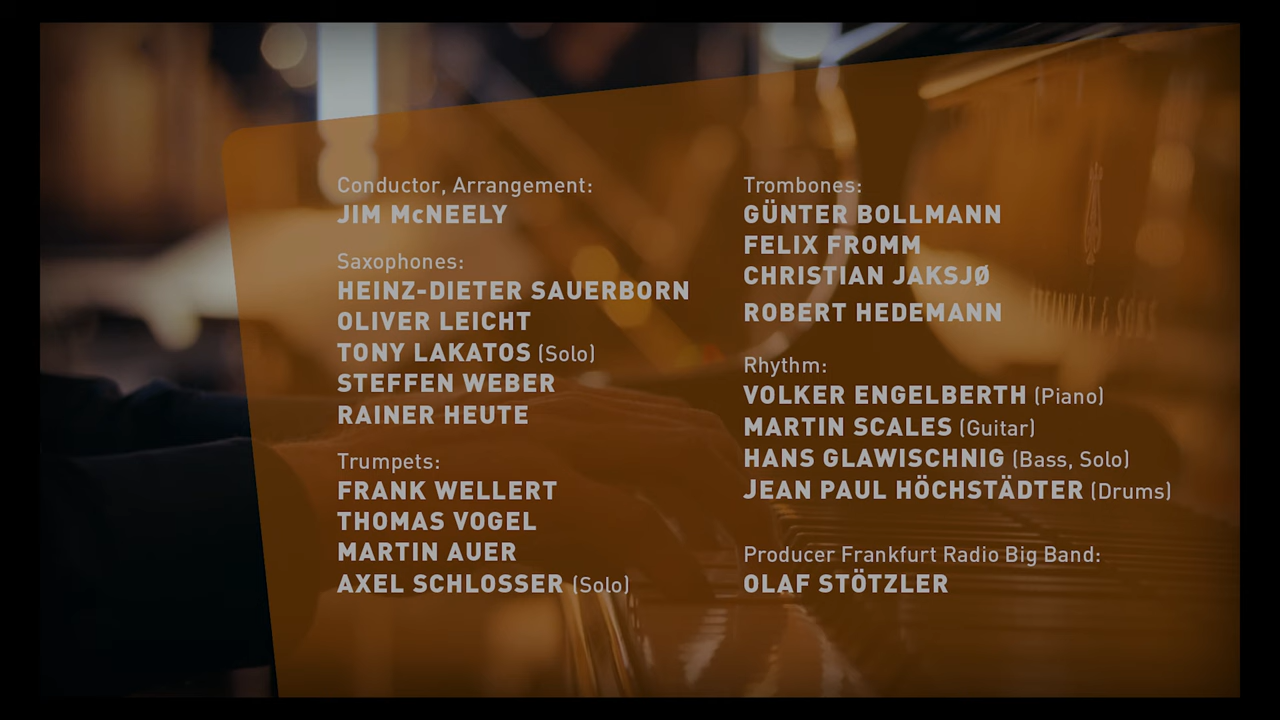 Conductor, Arrangement:
JIM McNEELY
Saxophones:
HEINZ-DIETER SAUERBORN
OLIVER LEICHT
TONY LAKATOS (Solo)
STEFFEN WEBER
RAINER HEUTE
Trumpets:
FRANK WELLERT
THOMAS VOGEL
MARTIN AUER
AXEL SCHLOSSER (Solo)
Trombones:
GÜNTER BOLLMANN
FELIX FROMM
CHRISTIAN JAKSJØ
ROBERT HEDEMANN
Rhythm:
VOLKER ENGELBERTH (Piano)
MARTIN SCALES (Guitar)
HANS GLAWISCHNIG (Bass, Solo)
JEAN PAUL HÖCHSTÄDTER (Drums)
Producer Frankfurt Radio Big Band:
OLAF STÖTZLER
STEINWAY & SONS